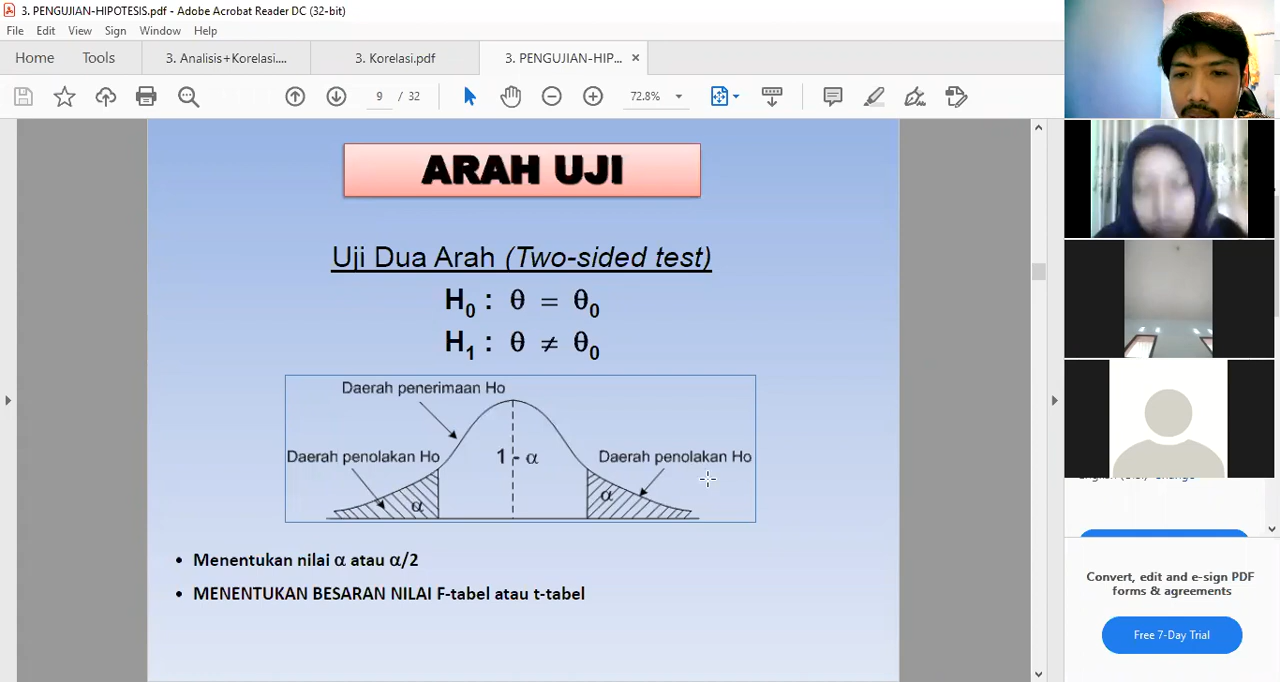 3. PENGUJIAN-HIPOTESIS.pdf - Adobe Acrobat Reader DC (32-bit)
File Edit View Sign Window Help
Home Tools 3. Analisis+Korelasi.... 3. Korelasi.pdf 3. PENGUJIAN-HIP... ×
9 / 32 72.8%
ARAH UJI
Uji Dua Arah (Two-sided test)
H0 : θ = θ0
H1 : θ ≠ θ0
Daerah penerimaan Ho
Daerah penolakan Ho 1 - α Daerah penolakan Ho
α α
• Menentukan nilai α atau α/2
• MENENTUKAN BESARAN NILAI F-tabel atau t-tabel
Change
Convert, edit and e-sign PDF
forms & agreements
Free 7-Day Trial